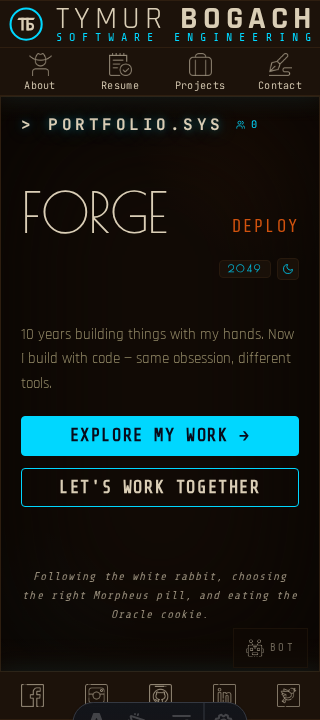 TБ
TYMUR BOGACH
SOFTWARE ENGINEERING
About
Resume
Projects
Contact
> PORTFOLIO.SYS 0
FORGE
DEPLOY
2049
10 years building things with my hands. Now
I build with code — same obsession, different
tools.
EXPLORE MY WORK →
LET'S WORK TOGETHER
Following the white rabbit, choosing
the right Morpheus pill, and eating the
Oracle cookie.
BOT